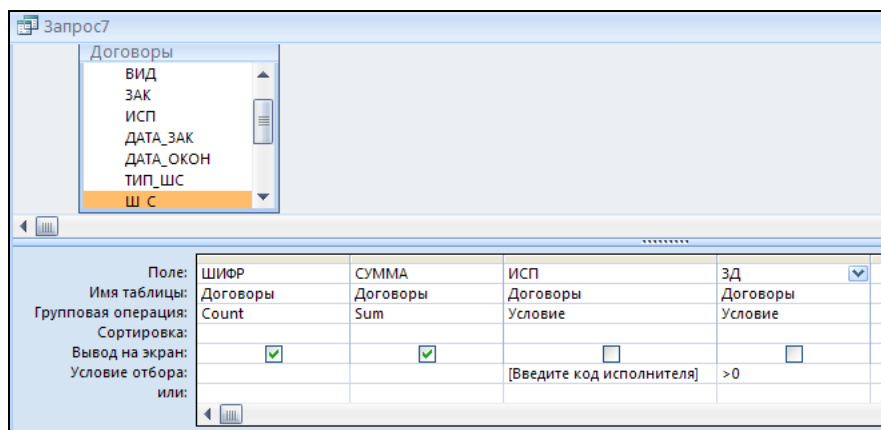 Запрос7
Договоры
ВИД
ЗАК
ИСП
ДАТА_ЗАК
ДАТА_ОКОН
ТИП_ШС
Ш_С
Поле: ШИФР СУММА ИСП ЗД
Имя таблицы: Договоры Договоры Договоры Договоры
Групповая операция: Count Sum Условие Условие
Сортировка:
Вывод на экран:
Условие отбора: [Введите код исполнителя] >0
или: